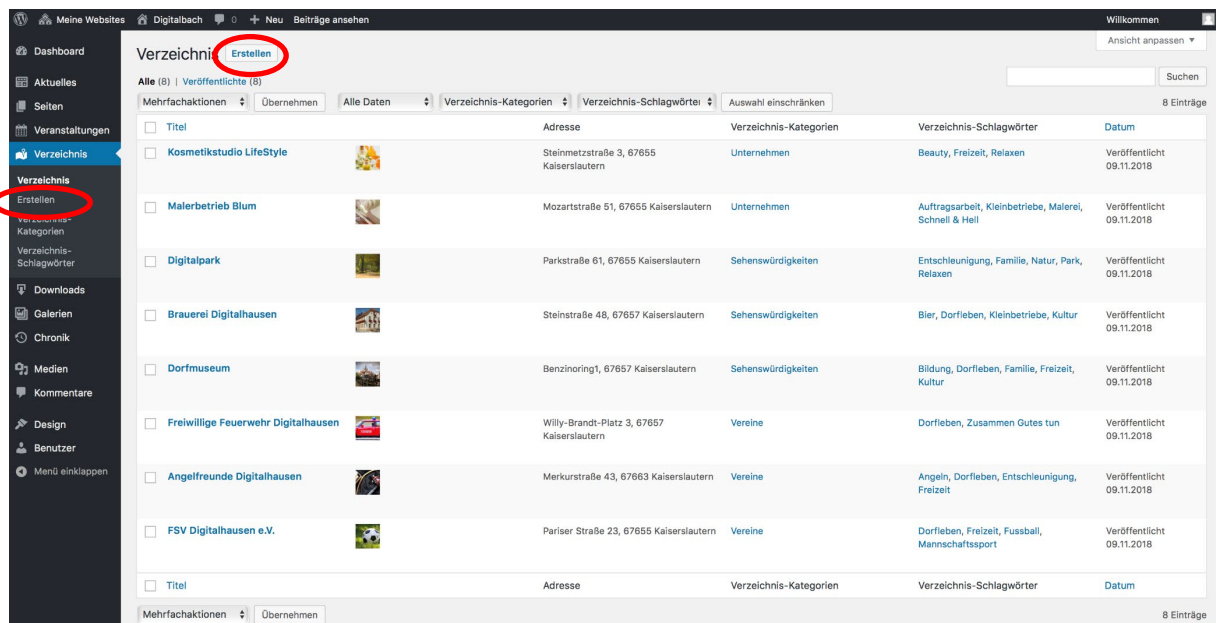 Meine Websites Digitalbach 0 + Neu Beiträge ansehen Willkommen
Ansicht anpassen ▼
Dashboard
Aktuelles
Seiten
Veranstaltungen
Verzeichnis
Verzeichnis
Erstellen
Verzeichnis-
Kategorien
Verzeichnis-
Schlagwörter
Downloads
Galerien
Chronik
Medien
Kommentare
Design
Benutzer
Menü einklappen
Verzeichnis Erstellen
Alle (8) | Veröffentlichte (8)
Suchen
Mehrfachaktionen Übernehmen Alle Daten Verzeichnis-Kategorien Verzeichnis-Schlagwörter Auswahl einschränken 8 Einträge
Titel Adresse Verzeichnis-Kategorien Verzeichnis-Schlagwörter Datum
Kosmetikstudio LifeStyle Steinmetzstraße 3, 67655 Unternehmen Beauty, Freizeit, Relaxen Veröffentlicht
Kaiserslautern 09.11.2018
Malerbetrieb Blum Mozartstraße 51, 67655 Kaiserslautern Unternehmen Auftragsarbeit, Kleinbetriebe, Malerei, Veröffentlicht
Schnell & Hell 09.11.2018
Digitalpark Parkstraße 61, 67655 Kaiserslautern Sehenswürdigkeiten Entschleunigung, Familie, Natur, Park, Veröffentlicht
Relaxen 09.11.2018
Brauerei Digitalhausen Steinstraße 48, 67657 Kaiserslautern Sehenswürdigkeiten Bier, Dorfleben, Kleinbetriebe, Kultur Veröffentlicht
09.11.2018
Dorfmuseum Benzinoring1, 67657 Kaiserslautern Sehenswürdigkeiten Bildung, Dorfleben, Familie, Freizeit, Veröffentlicht
Kultur 09.11.2018
Freiwillige Feuerwehr Digitalhausen Willy-Brandt-Platz 3, 67657 Vereine Dorfleben, Zusammen Gutes tun Veröffentlicht
Kaiserslautern 09.11.2018
Angelfreunde Digitalhausen Merkurstraße 43, 67663 Kaiserslautern Vereine Angeln, Dorfleben, Entschleunigung, Veröffentlicht
Freizeit 09.11.2018
FSV Digitalhausen e.V. Pariser Straße 23, 67655 Kaiserslautern Vereine Dorfleben, Freizeit, Fussball, Veröffentlicht
Mannschaftssport 09.11.2018
Titel Adresse Verzeichnis-Kategorien Verzeichnis-Schlagwörter Datum
Mehrfachaktionen Übernehmen 8 Einträge